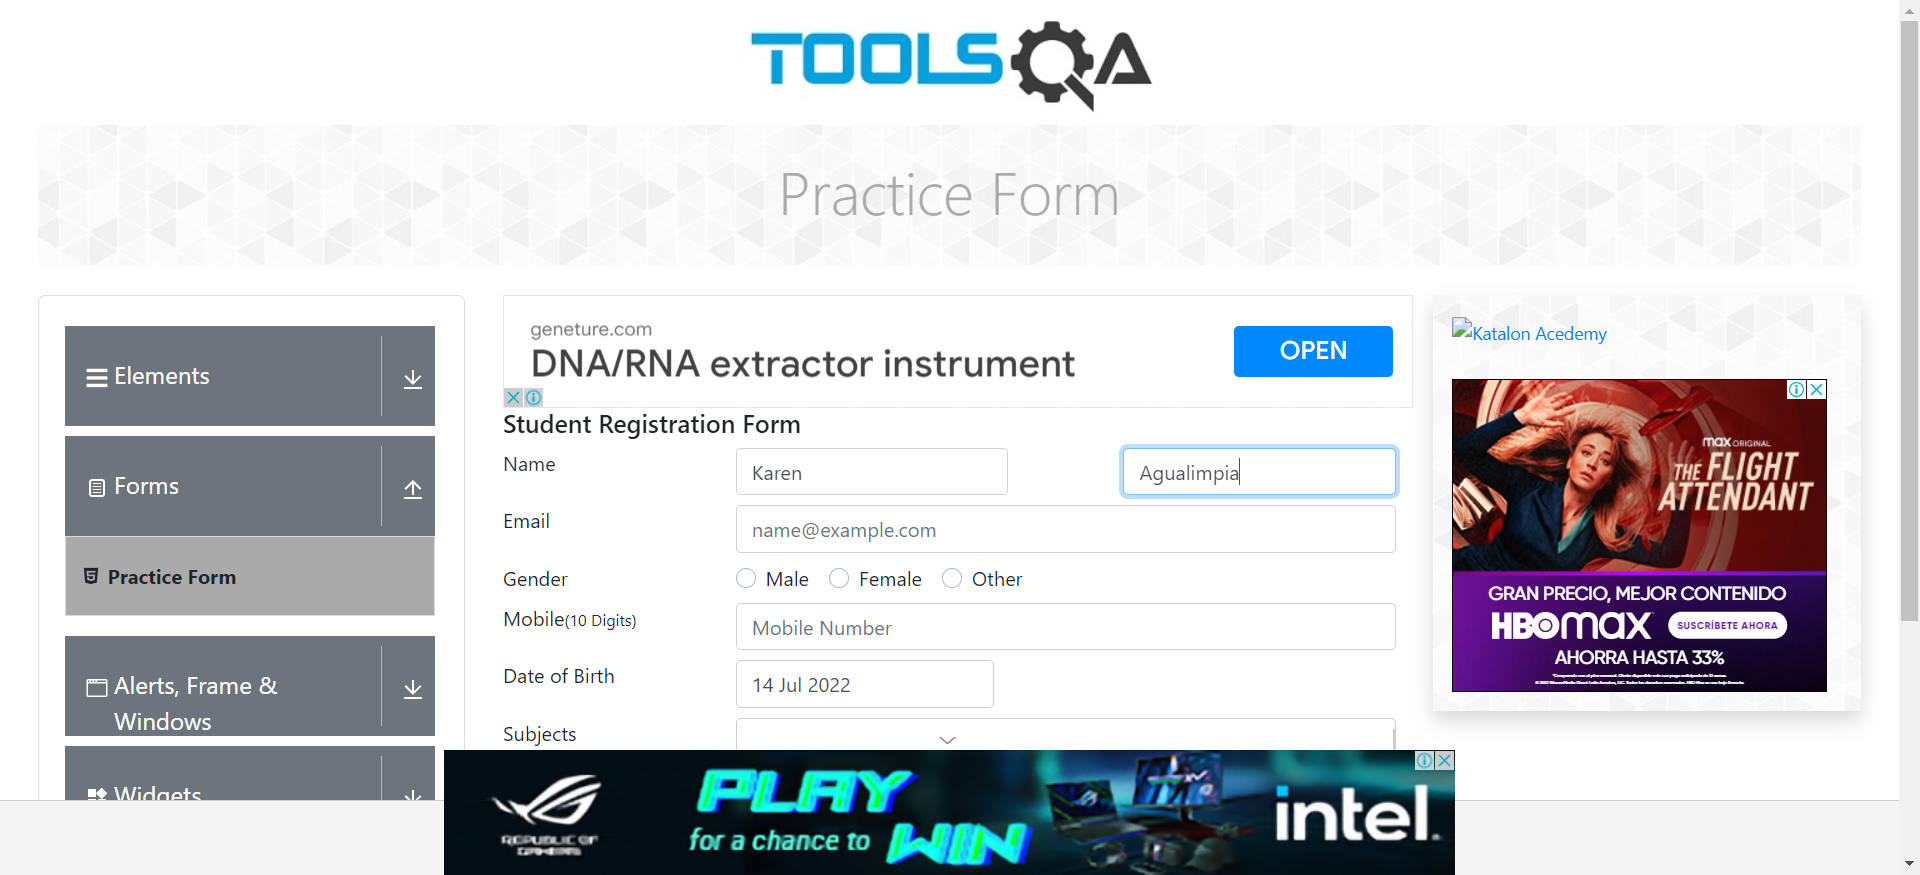 TOOLSQA
Practice Form
Elements
Forms
Practice Form
Alerts, Frame &
Windows
Widgets
geneture.com
DNA/RNA extractor instrument
OPEN
Student Registration Form
Name
Karen
Agualimpia
Email
name@example.com
Gender
Male
Female
Other
Mobile(10 Digits)
Mobile Number
Date of Birth
14 Jul 2022
Subjects
Katalon Acedemy
max ORIGINAL
THE FLIGHT
ATTENDANT
GRAN PRECIO, MEJOR CONTENIDO
HBOmax
SUSCRÍBETE AHORA
AHORRA HASTA 33%
REPUBLIC OF
GAMERS
PLAY
for a chance to
WIN
intel.